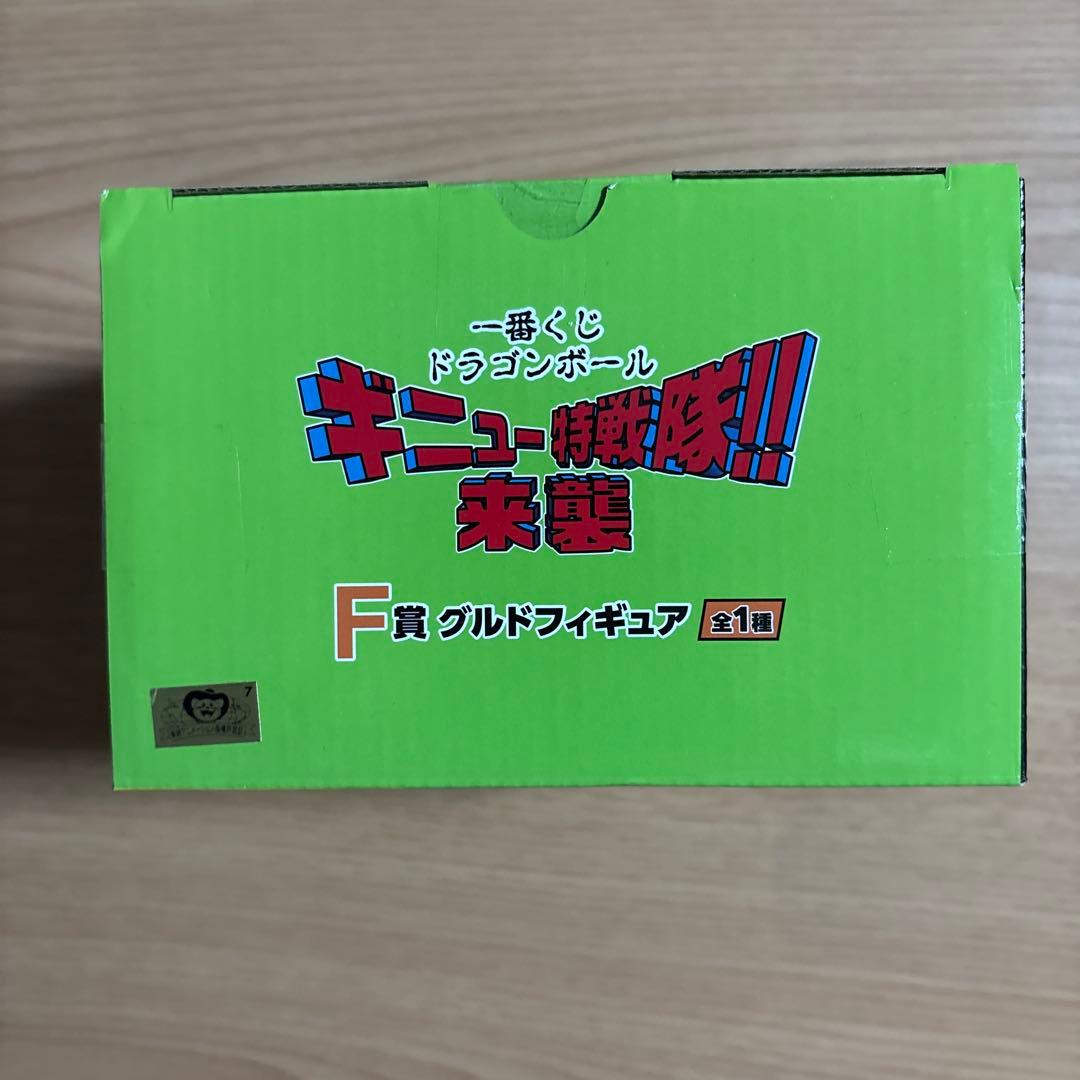 一番くじ
ドラゴンボール
ギニュー特戦隊!!
来襲
F賞 グルドフィギュア 全1種
7